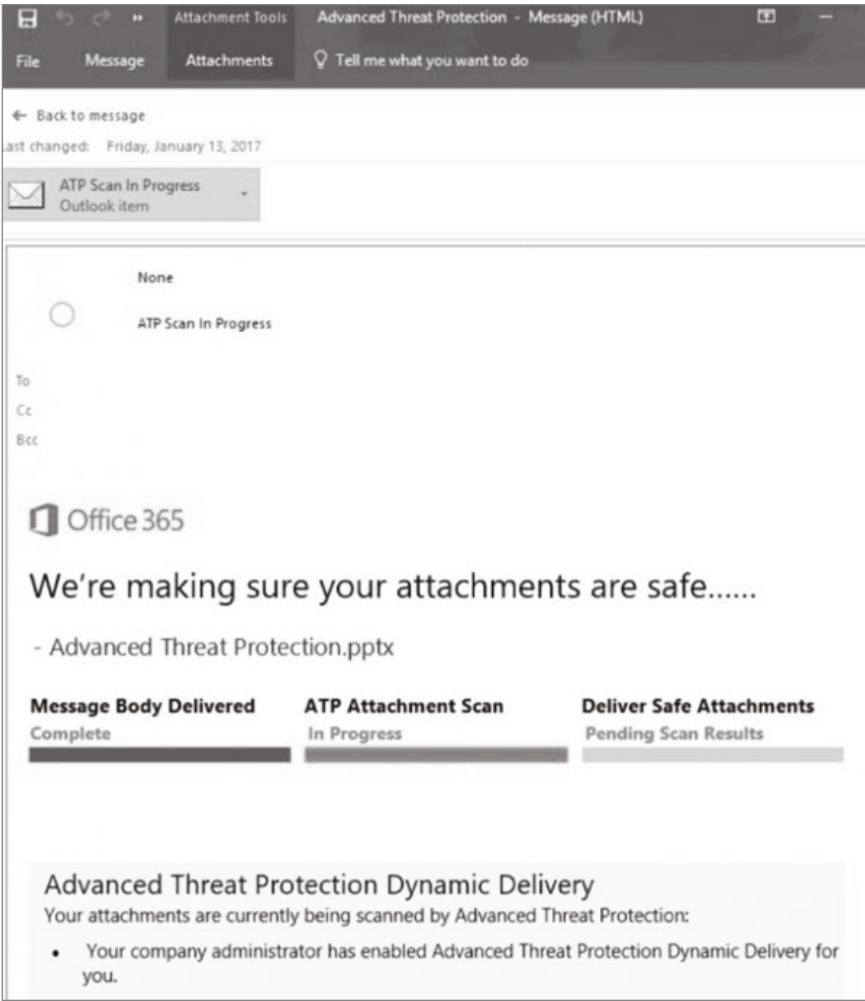 Attachment Tools Advanced Threat Protection - Message (HTML)
File Message Attachments Tell me what you want to do
Back to message
ast changed: Friday, January 13, 2017
ATP Scan In Progress
Outlook item
None
ATP Scan In Progress
To
Cc
Bcc
Office 365
We're making sure your attachments are safe......
- Advanced Threat Protection.pptx
Message Body Delivered ATP Attachment Scan Deliver Safe Attachments
Complete In Progress Pending Scan Results
Advanced Threat Protection Dynamic Delivery
Your attachments are currently being scanned by Advanced Threat Protection:
• Your company administrator has enabled Advanced Threat Protection Dynamic Delivery for
you.